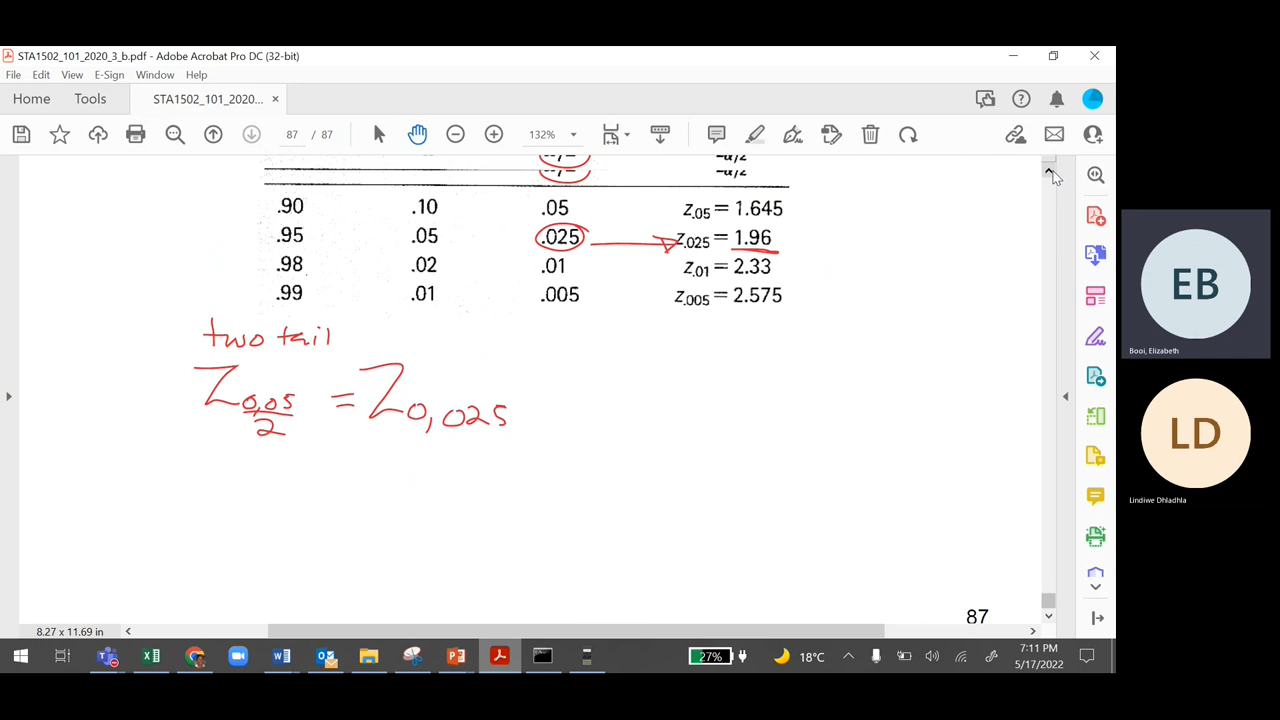 STA1502_101_2020_3_b.pdf - Adobe Acrobat Pro DC (32-bit)
File Edit View E-Sign Window Help
Home Tools STA1502_101_2020... ×
87 / 87 132%
-α/2
-α/2
.90 .10 .05 z.05 = 1.645
.95 .05 .025 z.025 = 1.96
.98 .02 .01 z.01 = 2.33
.99 .01 .005 z.005 = 2.575
two tail
Z0,05/2 = Z0,025
87
8.27 x 11.69 in
EB
Booi, Elizabeth
LD
Lindiwe Dhladhla
27% 18°C 7:11 PM
5/17/2022